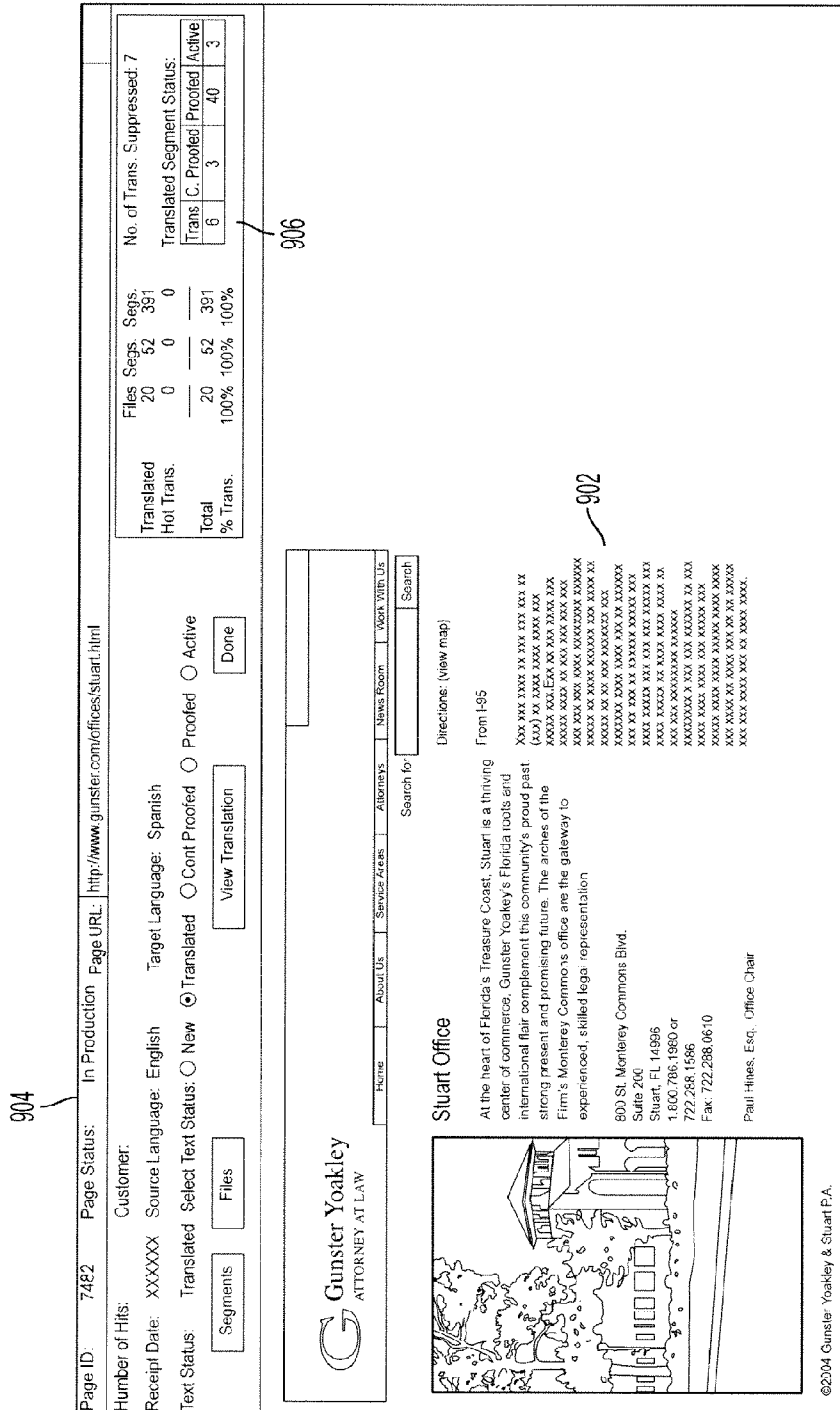 904
Page ID: 7482 Page Status: In Production Page URL: http://www.gunster.com/offices/stuart.html
Humber of Hits: Customer:
Receipt Date: XXXXXX Source Language: English Target Language: Spanish
Text Status: Translated Select Text Status: New Translated Cont Proofed Proofed Active
Segments Files View Translation Done
Files Segs. Segs.
Translated 20 52 391
Hot Trans. 0 0 0
Total 20 52 391
% Trans. 100% 100% 100%
No. of Trans. Suppressed: 7
Translated Segment Status:
Trans C. Proofed Proofed Active
6 3 40 3
906
G Gunster Yoakley
ATTORNEY AT LAW
Home About Us Service Areas Attorneys News Room Work With Us
Search for Search
Stuart Office
At the heart of Florida's Treasure Coast, Stuart is a thriving
center of commerce. Gunster Yoakey's Florida roots and
international flair complement this community's proud past
strong present and promising future. The arches of the
Firm's Monterey Commons office are the gateway to
experienced, skilled legal representation
800 St. Monterey Commons Blvd.
Suite 200
Stuart, FL 14996
1.800.786.1980 or
722.288.1586
Fax: 722.288.0610
Paul Hines, Esq. Office Chair
Directions: (view map)
From I-95
902
©2004 Gunster Yoakley & Stuart P.A.